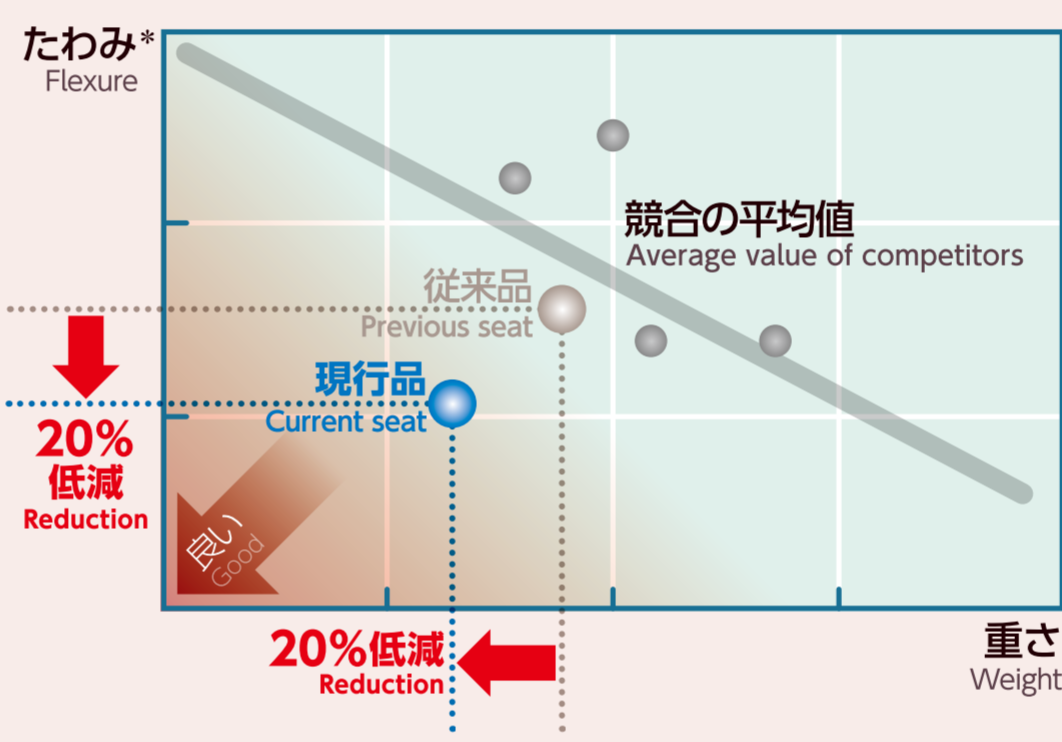 たわみ*
Flexure
競合の平均値
Average value of competitors
従来品
Previous seat
現行品
Current seat
20%
低減
Reduction
良い
Good
20%低減
Reduction
重さ
Weight